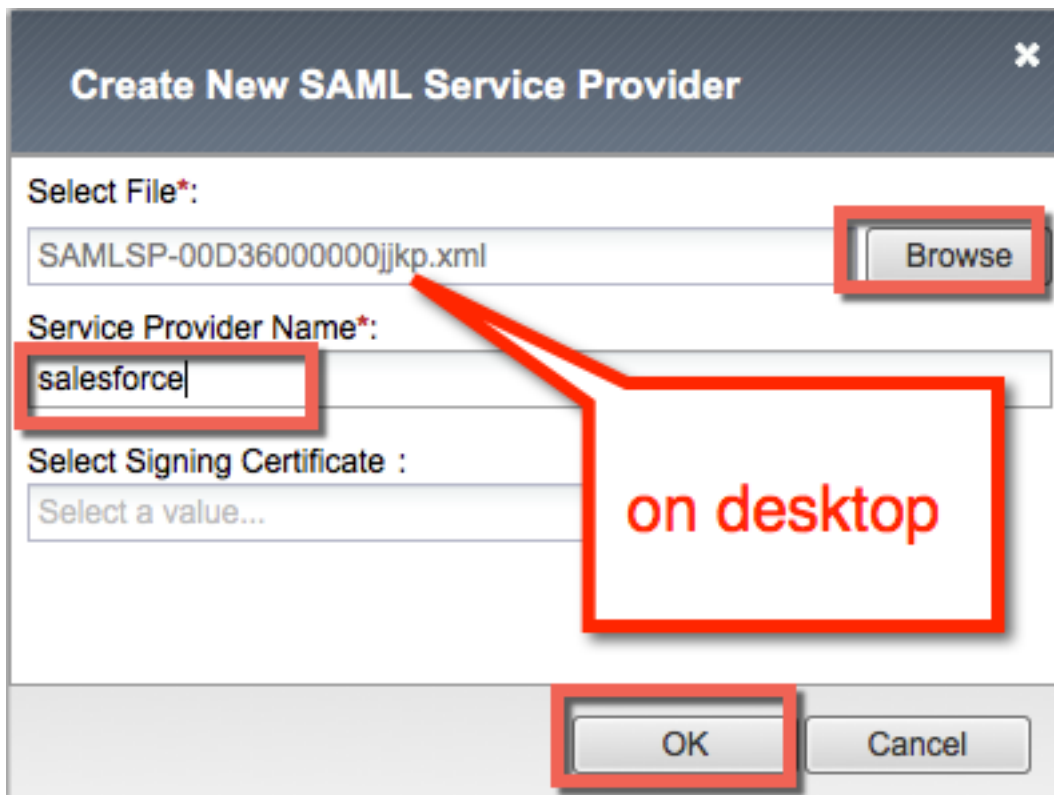 Create New SAML Service Provider
Select File*:
SAMLSP-00D36000000jjkp.xml
Browse
Service Provider Name*:
salesforce
Select Signing Certificate :
Select a value...
on desktop
OK
Cancel